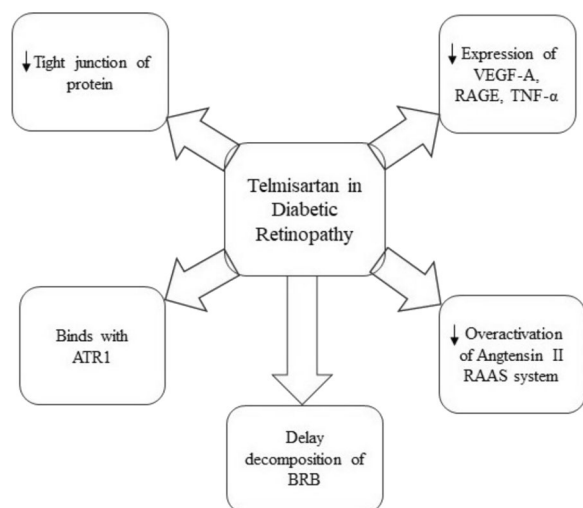 ↓ Tight junction of
protein
↓ Expression of
VEGF-A,
RAGE, TNF-α
Telmisartan in
Diabetic
Retinopathy
Binds with
ATR1
↓ Overactivation
of Angtensin II
RAAS system
Delay
decomposition of
BRB